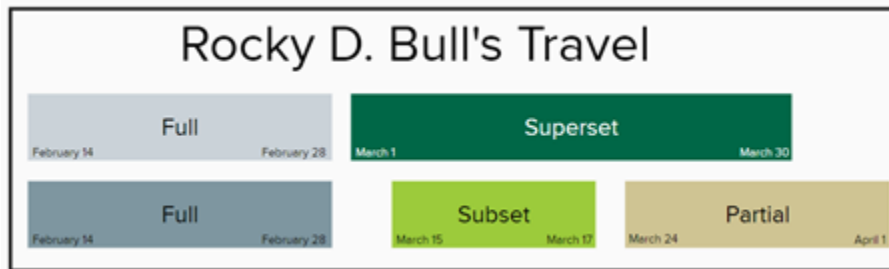 Rocky D. Bull's Travel
Full Superset
February 14 February 28 March 1 March 30
Full Subset Partial
February 14 February 28 March 15 March 17 March 24 April 1